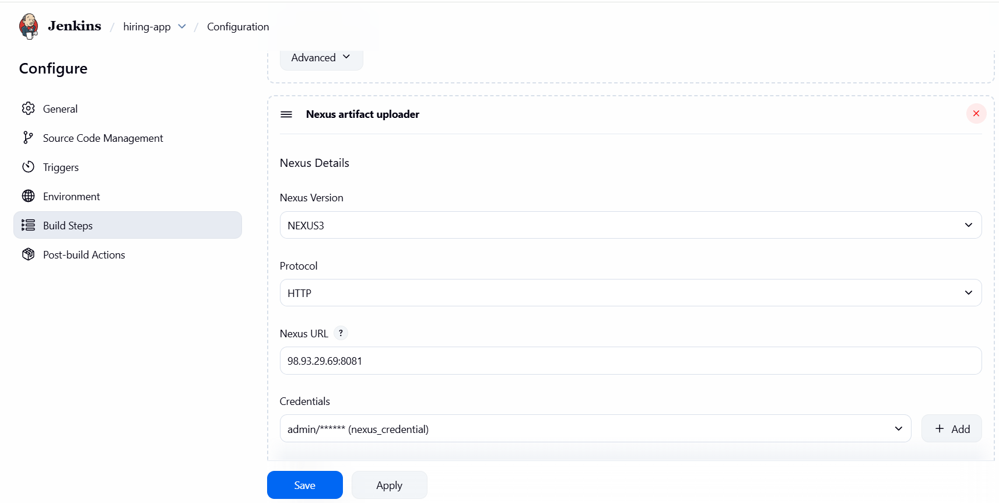 Jenkins / hiring-app / Configuration
Configure
General
Source Code Management
Triggers
Environment
Build Steps
Post-build Actions
Advanced
Nexus artifact uploader
Nexus Details
Nexus Version
NEXUS3
Protocol
HTTP
Nexus URL ?
98.93.29.69:8081
Credentials
admin/****** (nexus_credential)
+ Add
Save Apply